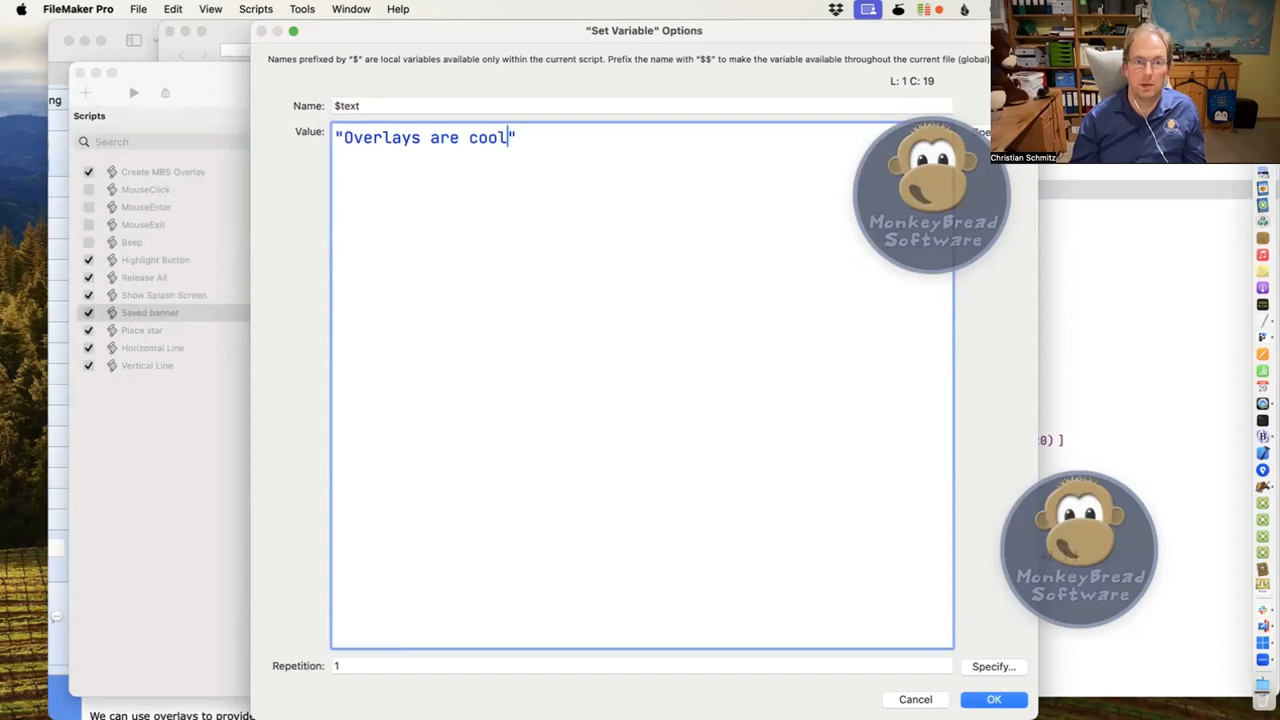 FileMaker Pro File Edit View Scripts Tools Window Help
"Set Variable" Options
Names prefixed by "$" are local variables available only within the current script. Prefix the name with "$$" to make the variable available throughout the current file (global)
L: 1 C: 19
Name: $text
Value: "Overlays are cool"
Christian Schmitz
ng
Scripts
Search
Create MBS Overlay
MouseClick
MouseEnter
MouseExit
Beep
Highlight Button
Release All
Show Splash Screen
Saved banner
Place star
Horizontal Line
Vertical Line
MonkeyBread
Software
0) ]
MonkeyBread
Software
29
Repetition: 1
Specify...
Cancel
OK
We can use overlays to provide